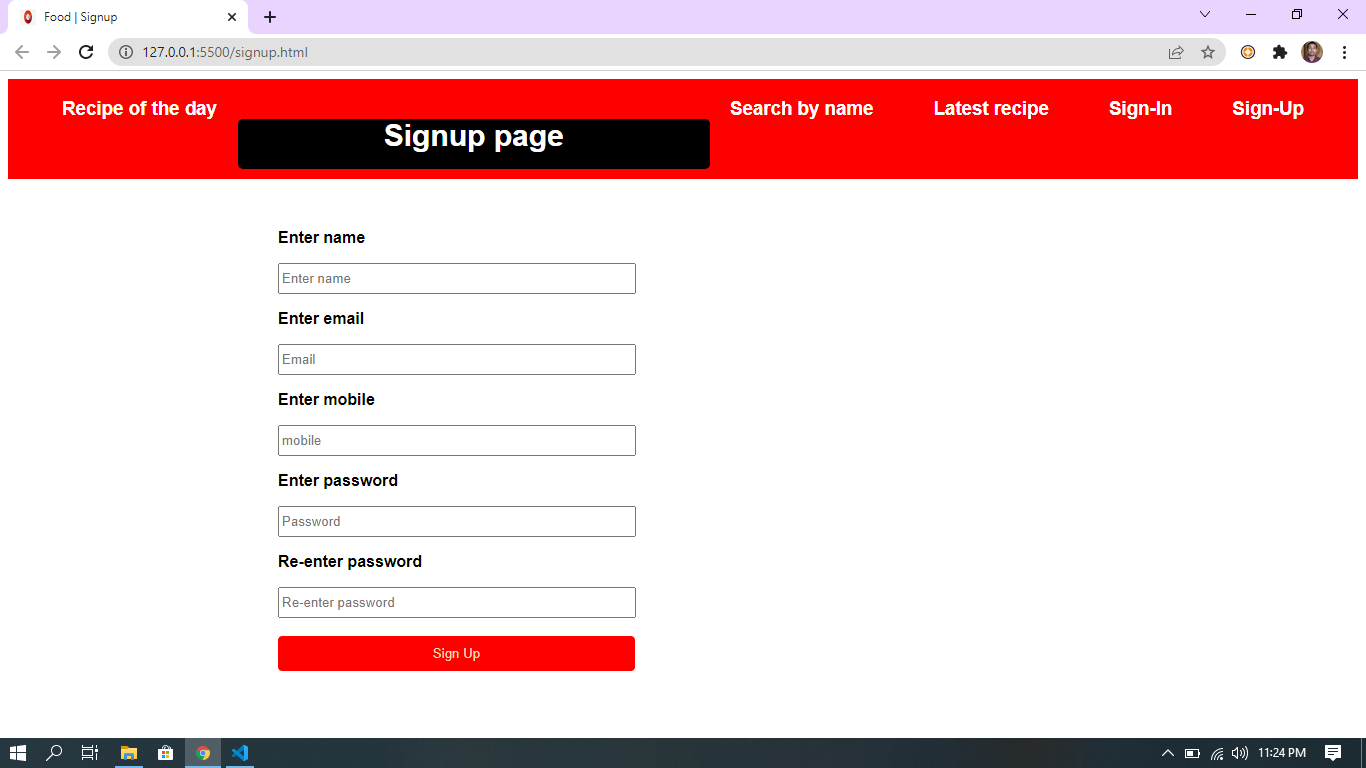 Food | Signup
127.0.0.1:5500/signup.html
Recipe of the day
Search by name
Latest recipe
Sign-In
Sign-Up
Signup page
Enter name
Enter name
Enter email
Email
Enter mobile
mobile
Enter password
Password
Re-enter password
Re-enter password
Sign Up
11:24 PM